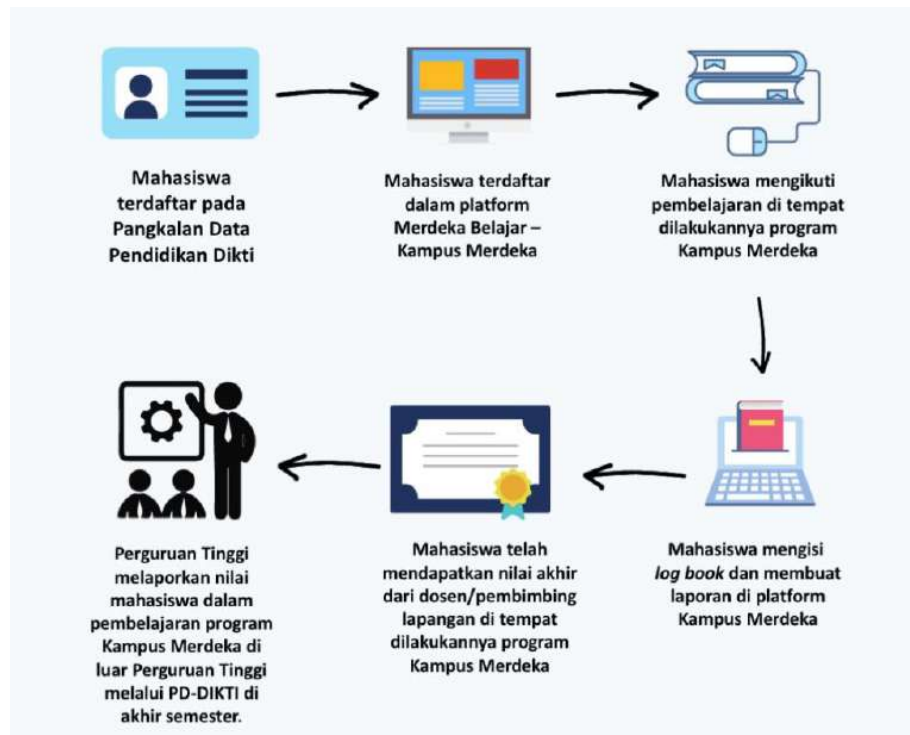 Mahasiswa
terdaftar pada
Pangkalan Data
Pendidikan Dikti
Mahasiswa terdaftar
dalam platform
Merdeka Belajar –
Kampus Merdeka
Mahasiswa mengikuti
pembelajaran di tempat
dilakukannya program
Kampus Merdeka
Mahasiswa mengisi
log book dan membuat
laporan di platform
Kampus Merdeka
Mahasiswa telah
mendapatkan nilai akhir
dari dosen/pembimbing
lapangan di tempat
dilakukannya program
Kampus Merdeka
Perguruan Tinggi
melaporkan nilai
mahasiswa dalam
pembelajaran program
Kampus Merdeka di
luar Perguruan Tinggi
melalui PD-DIKTI di
akhir semester.